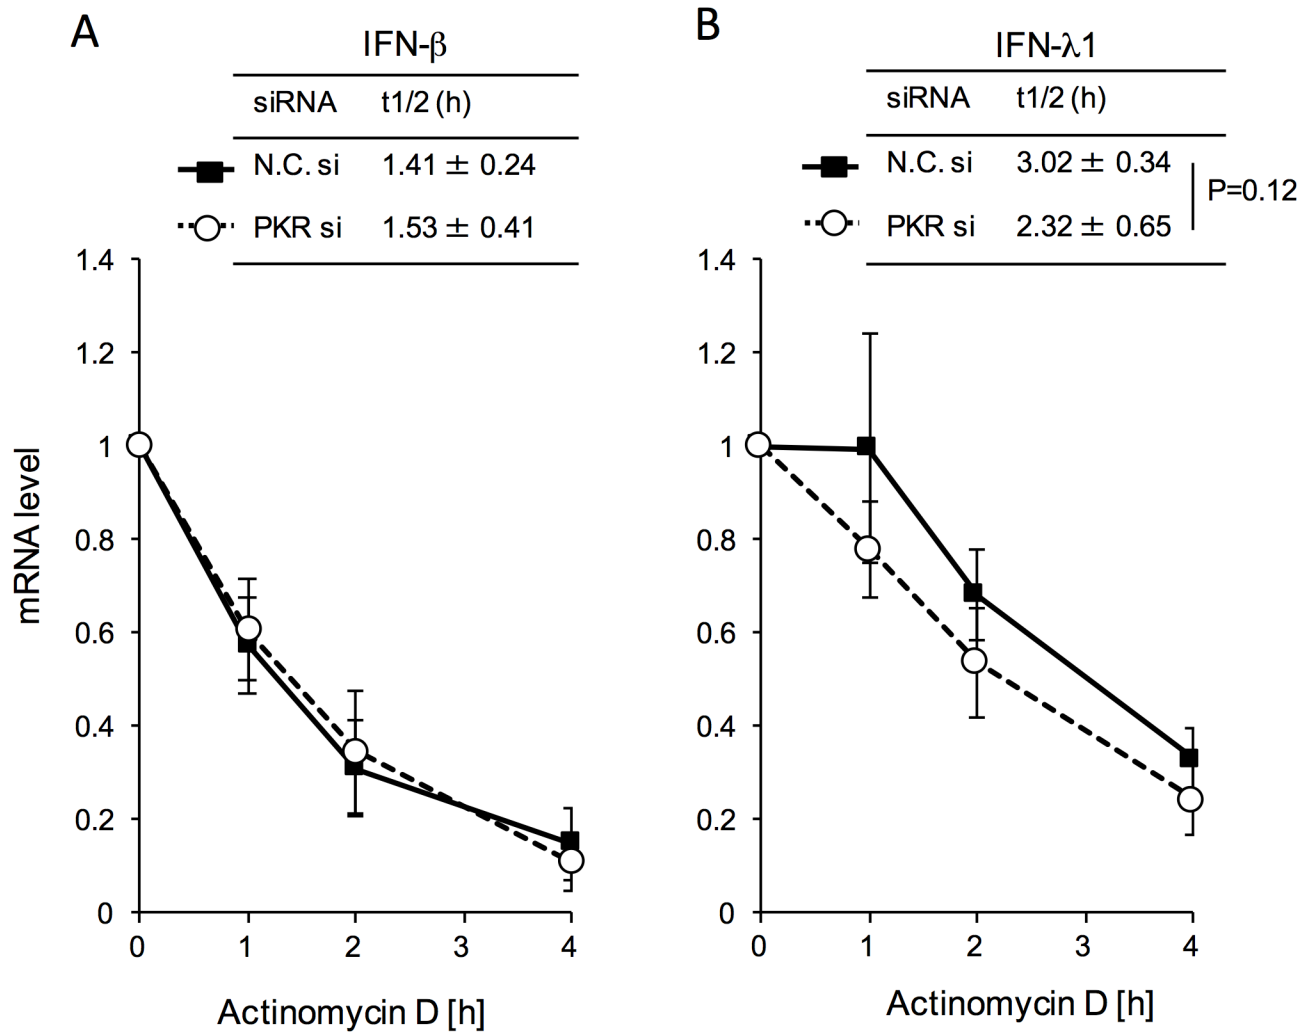 A
IFN-β
siRNA t1/2 (h)
N.C. si 1.41 ± 0.24
PKR si 1.53 ± 0.41
1.4
1.2
1
0.8
0.6
0.4
0.2
0
0 1 2 3 4
mRNA level
Actinomycin D [h]
B
IFN-λ1
siRNA t1/2 (h)
N.C. si 3.02 ± 0.34
PKR si 2.32 ± 0.65
P=0.12
1.4
1.2
1
0.8
0.6
0.4
0.2
0
0 1 2 3 4
Actinomycin D [h]